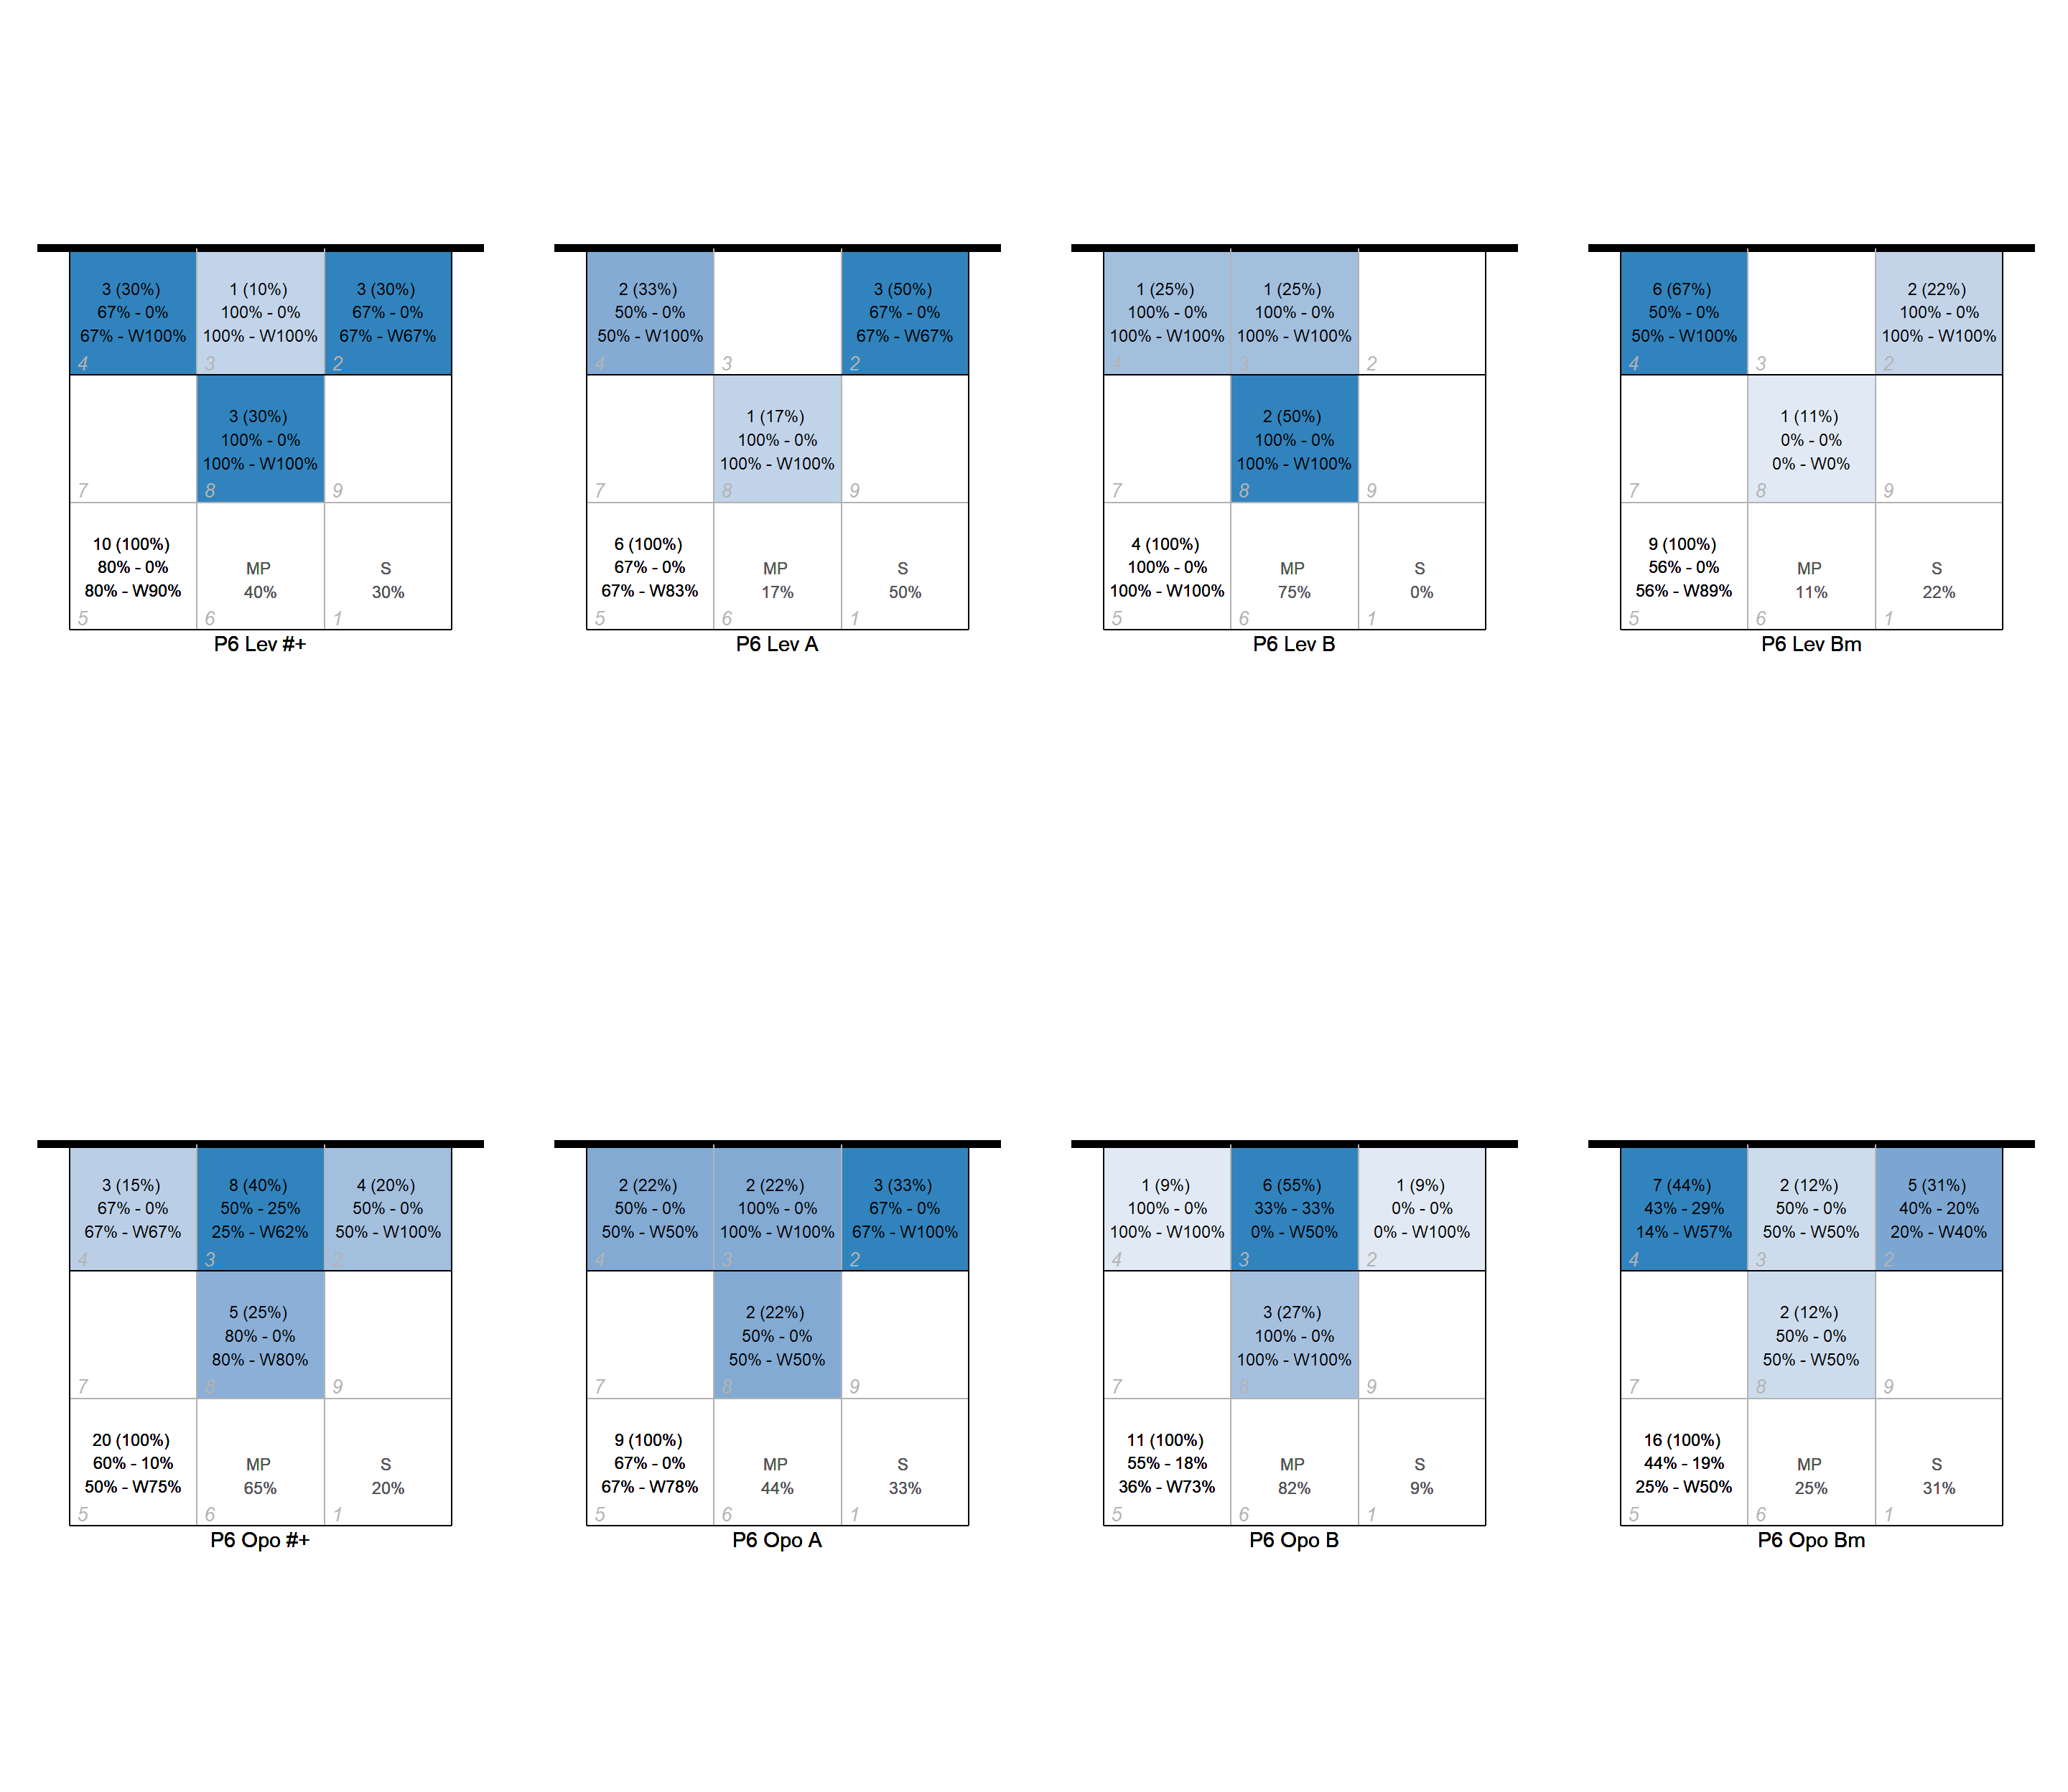 3 (30%)
67% - 0%
67% - W100%
4
1 (10%)
100% - 0%
100% - W100%
3
3 (30%)
67% - 0%
67% - W67%
2
7
3 (30%)
100% - 0%
100% - W100%
8
9
10 (100%)
80% - 0%
80% - W90%
5
MP
40%
6
S
30%
1
P6 Lev #+
2 (33%)
50% - 0%
50% - W100%
4
3
3 (50%)
67% - 0%
67% - W67%
2
7
1 (17%)
100% - 0%
100% - W100%
8
9
6 (100%)
67% - 0%
67% - W83%
5
MP
17%
6
S
50%
1
P6 Lev A
1 (25%)
100% - 0%
100% - W100%
4
1 (25%)
100% - 0%
100% - W100%
3
2
7
2 (50%)
100% - 0%
100% - W100%
8
9
4 (100%)
100% - 0%
100% - W100%
5
MP
75%
6
S
0%
1
P6 Lev B
6 (67%)
50% - 0%
50% - W100%
4
3
2 (22%)
100% - 0%
100% - W100%
2
7
1 (11%)
0% - 0%
0% - W0%
8
9
9 (100%)
56% - 0%
56% - W89%
5
MP
11%
6
S
22%
1
P6 Lev Bm
3 (15%)
67% - 0%
67% - W67%
4
8 (40%)
50% - 25%
25% - W62%
3
4 (20%)
50% - 0%
50% - W100%
2
7
5 (25%)
80% - 0%
80% - W80%
8
9
20 (100%)
60% - 10%
50% - W75%
5
MP
65%
6
S
20%
1
P6 Opo #+
2 (22%)
50% - 0%
50% - W50%
4
2 (22%)
100% - 0%
100% - W100%
3
3 (33%)
67% - 0%
67% - W100%
2
7
2 (22%)
50% - 0%
50% - W50%
8
9
9 (100%)
67% - 0%
67% - W78%
5
MP
44%
6
S
33%
1
P6 Opo A
1 (9%)
100% - 0%
100% - W100%
4
6 (55%)
33% - 33%
0% - W50%
3
1 (9%)
0% - 0%
0% - W100%
2
7
3 (27%)
100% - 0%
100% - W100%
8
9
11 (100%)
55% - 18%
36% - W73%
5
MP
82%
6
S
9%
1
P6 Opo B
7 (44%)
43% - 29%
14% - W57%
4
2 (12%)
50% - 0%
50% - W50%
3
5 (31%)
40% - 20%
20% - W40%
2
7
2 (12%)
50% - 0%
50% - W50%
8
9
16 (100%)
44% - 19%
25% - W50%
5
MP
25%
6
S
31%
1
P6 Opo Bm